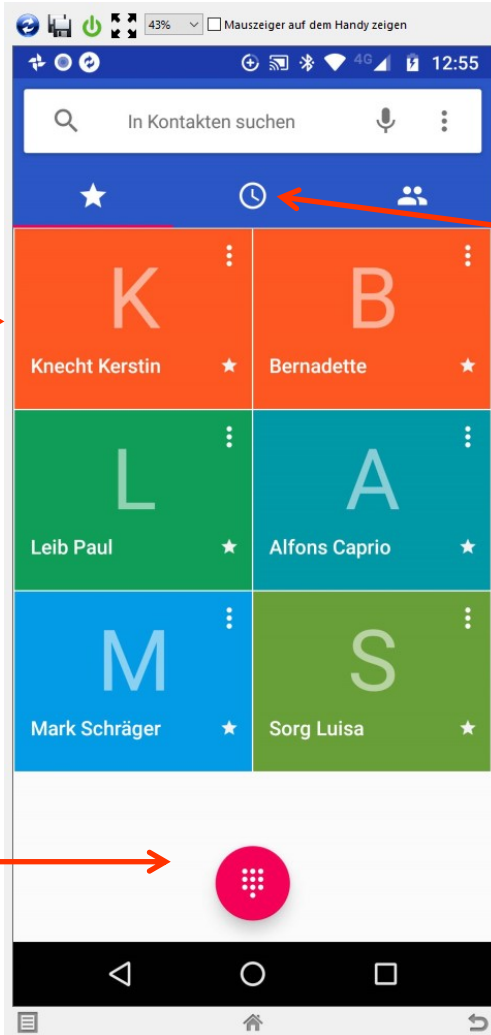 43% Mauszeiger auf dem Handy zeigen
4G 12:55
In Kontakten suchen
K B
Knecht Kerstin Bernadette
L A
Leib Paul Alfons Caprio
M S
Mark Schräger Sorg Luisa